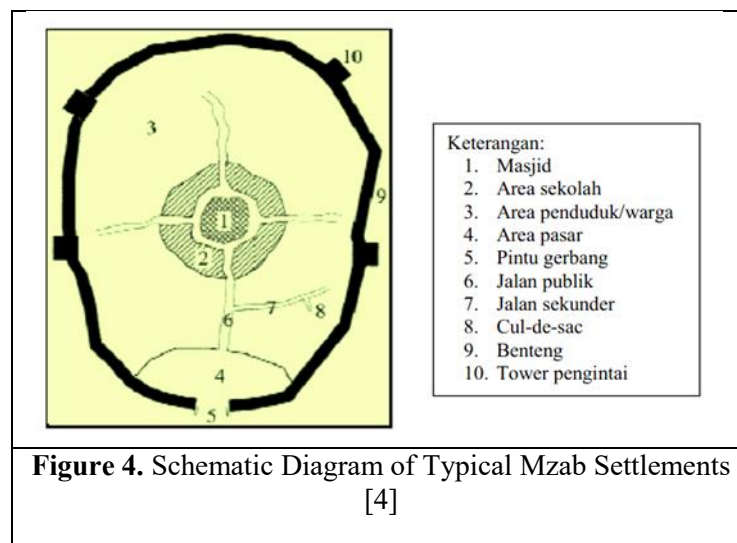 10
3
9
1
2
7
8
6
4
5
Keterangan:
1. Masjid
2. Area sekolah
3. Area penduduk/warga
4. Area pasar
5. Pintu gerbang
6. Jalan publik
7. Jalan sekunder
8. Cul-de-sac
9. Benteng
10. Tower pengintai
Figure 4. Schematic Diagram of Typical Mzab Settlements
[4]